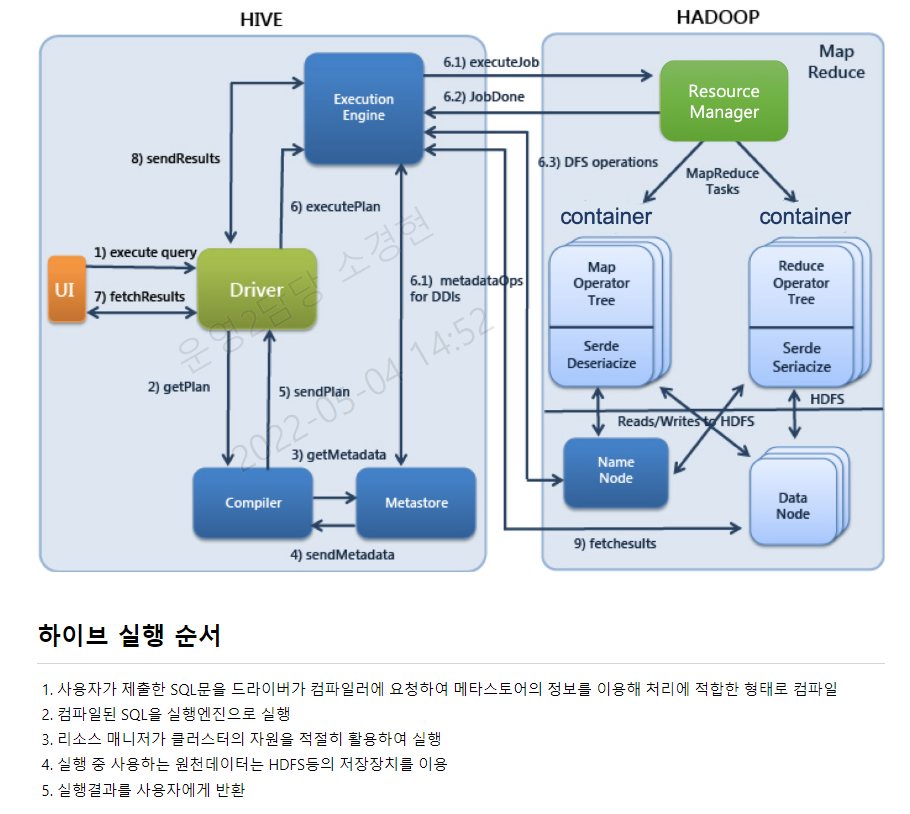 HIVE
HADOOP
Map
Reduce
Execution
Engine
6.1) executeJob
6.2) JobDone
Resource
Manager
8) sendResults
6.3) DFS operations
MapReduce
Tasks
6) executePlan
container
container
1) execute query
UI
7) fetchResults
Driver
6.1) metadataOps
for DDIs
Map
Operator
Tree
Serde
Deseriacize
Reduce
Operator
Tree
Serde
Seriacize
2) getPlan
5) sendPlan
HDFS
Reads/Writes to HDFS
3) getMetadata
Compiler
Metastore
Name
Node
Data
Node
4) sendMetadata
9) fetchesults
운영2담당 소경현
2022-05-04 14:52
하이브 실행 순서
1. 사용자가 제출한 SQL문을 드라이버가 컴파일러에 요청하여 메타스토어의 정보를 이용해 처리에 적합한 형태로 컴파일
2. 컴파일된 SQL을 실행엔진으로 실행
3. 리소스 매니저가 클러스터의 자원을 적절히 활용하여 실행
4. 실행 중 사용하는 원천데이터는 HDFS등의 저장장치를 이용
5. 실행결과를 사용자에게 반환